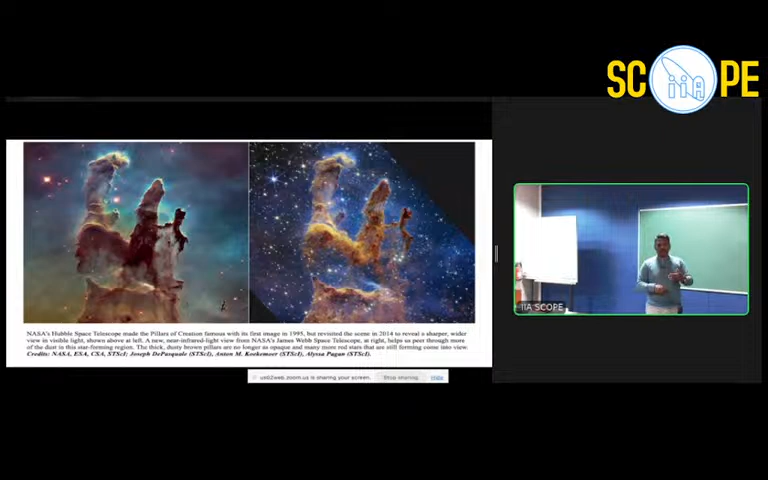 SC iiA PE
NASA's Hubble Space Telescope made the Pillars of Creation famous with its first image in 1995, but revisited the scene in 2014 to reveal a sharper, wider
view in visible light, shown above at left. A new, near-infrared-light view from NASA's James Webb Space Telescope, at right, helps us peer through more
of the dust in this star-forming region. The thick, dusty brown pillars are no longer as opaque and many more red stars that are still forming come into view.
Credits: NASA, ESA, CSA, STScI; Joseph DePasquale (STScI), Anton M. Koekemoer (STScI), Alyssa Pagan (STScI).
IIA SCOPE
us02web.zoom.us is sharing your screen. Stop sharing Hide